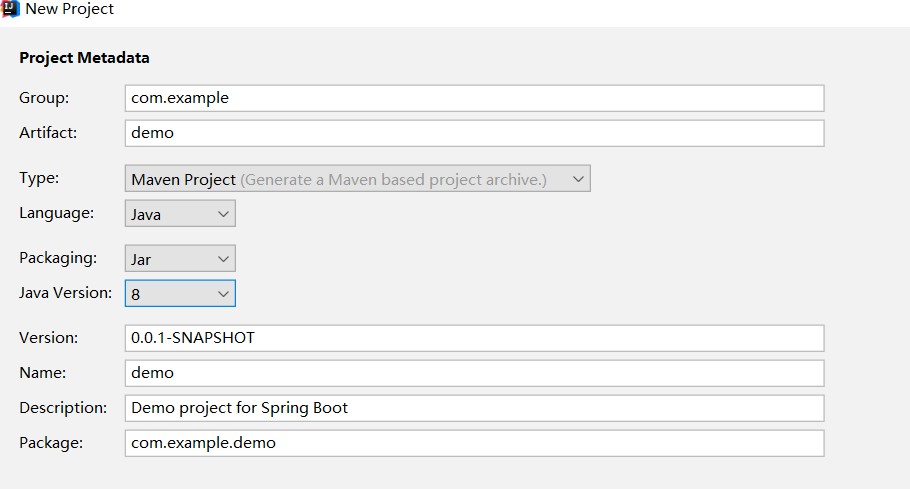 New Project
Project Metadata
Group: com.example
Artifact: demo
Type: Maven Project (Generate a Maven based project archive.)
Language: Java
Packaging: Jar
Java Version: 8
Version: 0.0.1-SNAPSHOT
Name: demo
Description: Demo project for Spring Boot
Package: com.example.demo